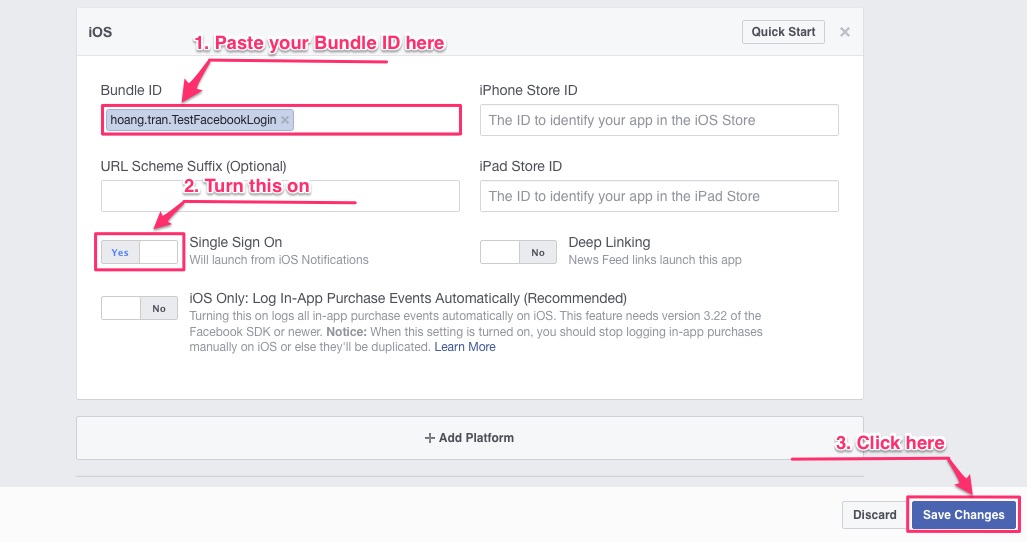 iOS
Quick Start
×
1. Paste your Bundle ID here
Bundle ID
iPhone Store ID
hoang.tran.TestFacebookLogin ×
The ID to identify your app in the iOS Store
URL Scheme Suffix (Optional)
iPad Store ID
2. Turn this on
The ID to identify your app in the iPad Store
Yes
Single Sign On
Will launch from iOS Notifications
No
Deep Linking
News Feed links launch this app
No
iOS Only: Log In-App Purchase Events Automatically (Recommended)
Turning this on logs all in-app purchase events automatically on iOS. This feature needs version 3.22 of the
Facebook SDK or newer. Notice: When this setting is turned on, you should stop logging in-app purchases
manually on iOS or else they'll be duplicated. Learn More
+ Add Platform
3. Click here
Discard
Save Changes